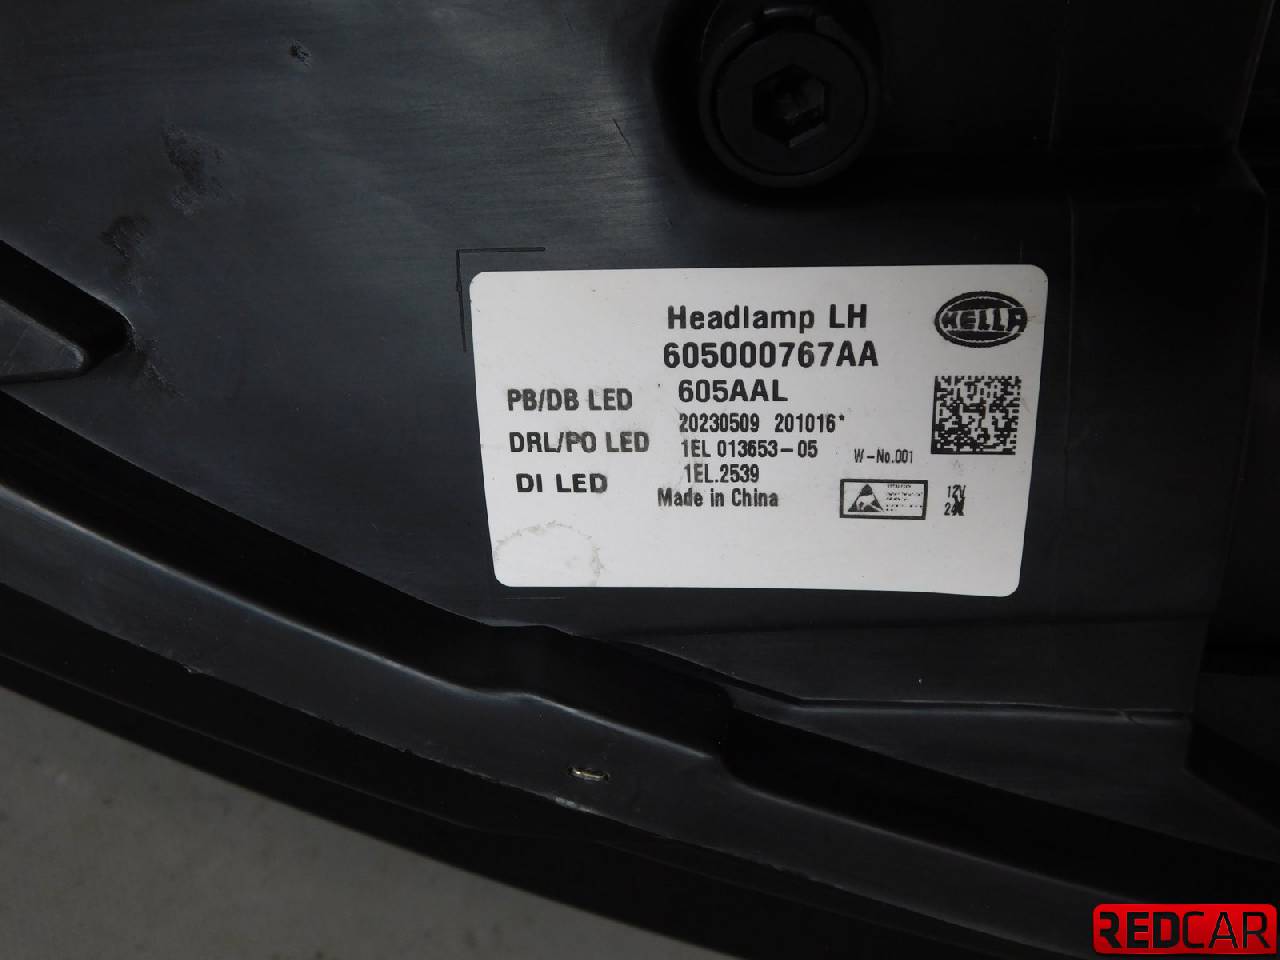 Headlamp LH
HELLA
605000767AA
PB/DB LED
605AAL
20230509 201016*
DRL/PO LED
1EL 013653-05
W-No.001
DI LED
1EL.2539
12V
Made in China
REDCAR